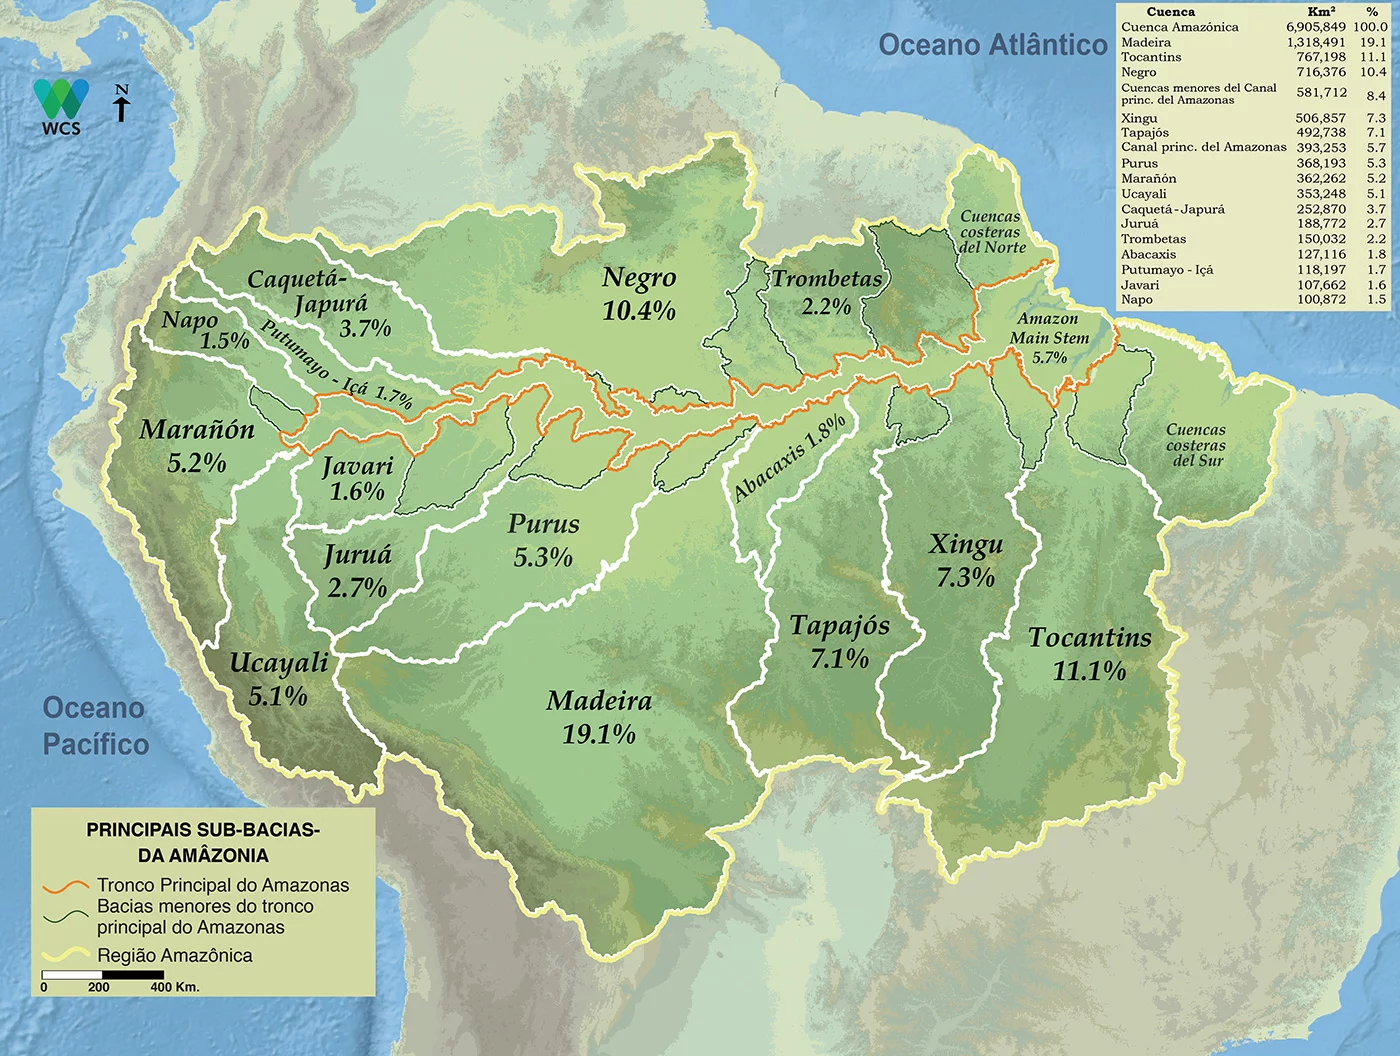 Oceano Atlântico
Cuenca Km² %
Cuenca Amazónica 6,905,849 100.0
Madeira 1,318,491 19.1
Tocantins 767,198 11.1
Negro 716,376 10.4
Cuencas menores del Canal
princ. del Amazonas 581,712 8.4
Xingu 506,857 7.3
Tapajós 492,738 7.1
Canal princ. del Amazonas 393,253 5.7
Purus 368,193 5.3
Marañón 362,262 5.2
Ucayali 353,248 5.1
Caquetá-Japurá 252,870 3.7
Juruá 188,772 2.7
Trombetas 150,032 2.2
Abacaxis 127,116 1.8
Putumayo - Içá 118,197 1.7
Javari 107,662 1.6
Napo 100,872 1.5
WCS
N
Cuencas
costeras
del Norte
Caquetá-
Japurá
3.7%
Negro
10.4%
Trombetas
2.2%
Napo
1.5%
Putumayo - Içá 1.7%
Amazon
Main Stem
5.7%
Marañón
5.2%
Javari
1.6%
Abacaxis 1.8%
Cuencas
costeras
del Sur
Purus
5.3%
Juruá
2.7%
Xingu
7.3%
Tapajós
7.1%
Tocantins
11.1%
Ucayali
5.1%
Madeira
19.1%
Oceano
Pacífico
PRINCIPAIS SUB-BACIAS-
DA AMÂZONIA
Tronco Principal do Amazonas
Bacias menores do tronco
principal do Amazonas
Região Amazônica
0 200 400 Km.